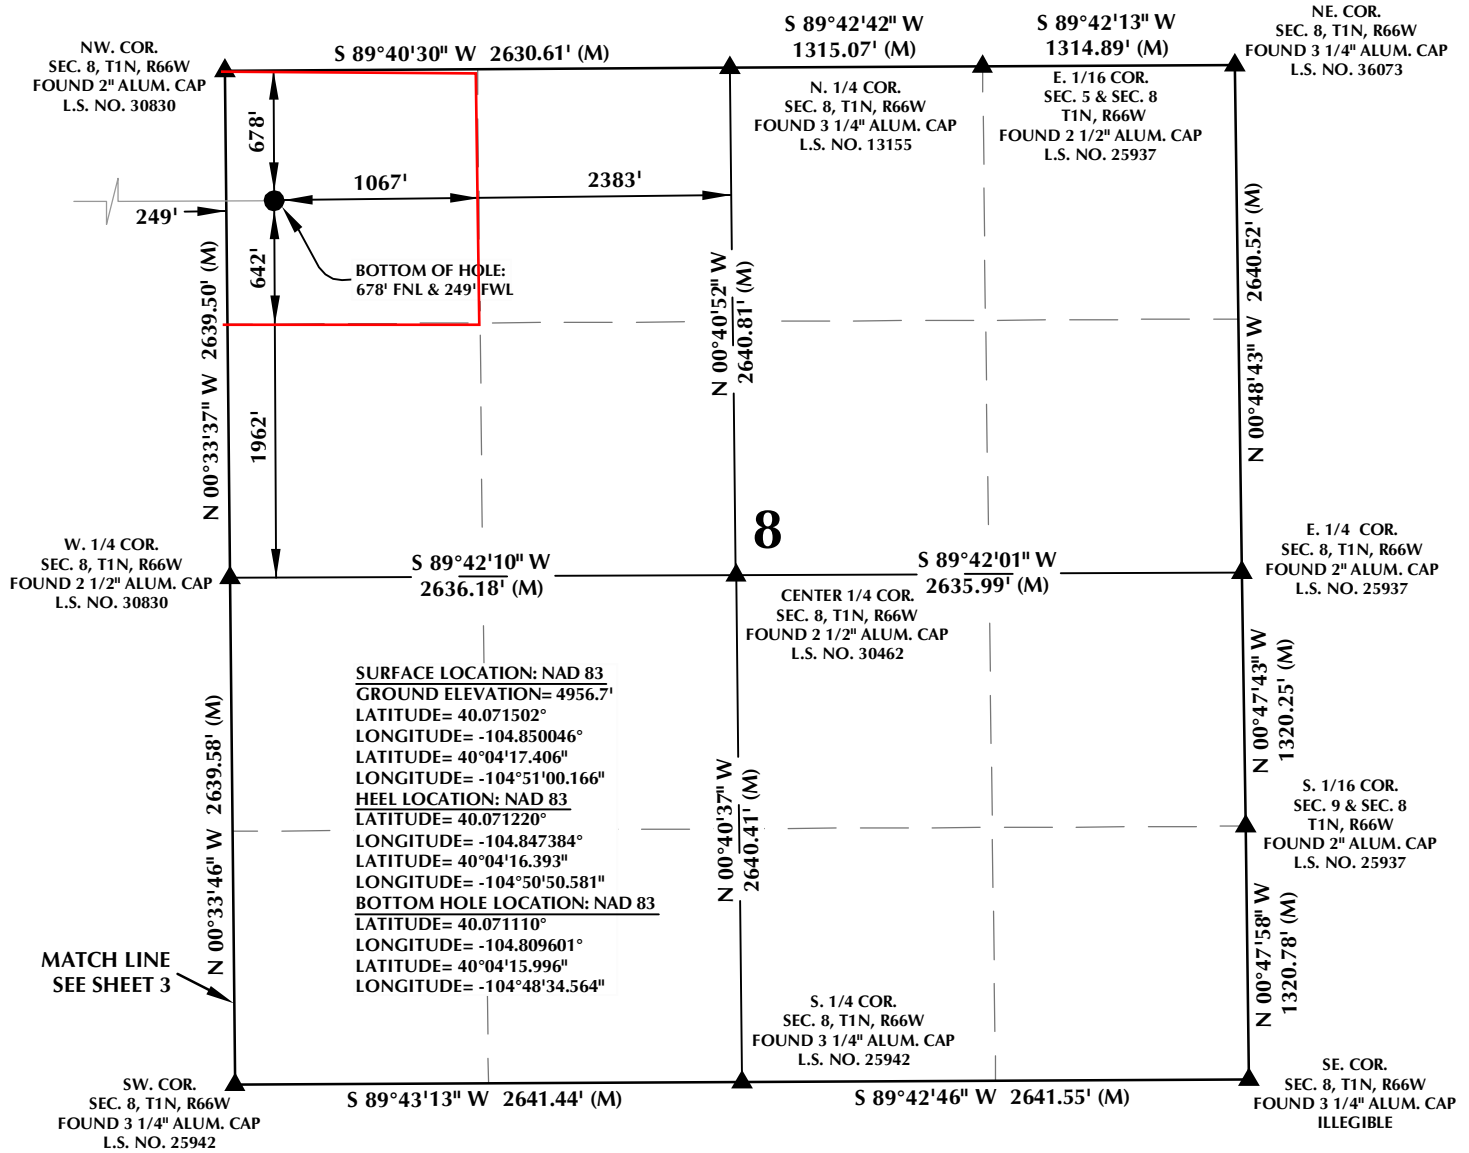 NW. COR.
SEC. 8, T1N, R66W
FOUND 2" ALUM. CAP
L.S. NO. 30830
S 89°40'30" W 2630.61' (M)
S 89°42'42" W
1315.07' (M)
S 89°42'13" W
1314.89' (M)
NE. COR.
SEC. 8, T1N, R66W
FOUND 3 1/4" ALUM. CAP
L.S. NO. 36073
N. 1/4 COR.
SEC. 8, T1N, R66W
FOUND 3 1/4" ALUM. CAP
L.S. NO. 13155
E. 1/16 COR.
SEC. 5 & SEC. 8
T1N, R66W
FOUND 2 1/2" ALUM. CAP
L.S. NO. 25937
678'
1067'
2383'
249'
642'
BOTTOM OF HOLE:
678' FNL & 249' FWL
N 00°33'37" W 2639.50' (M)
1962'
N 00°40'52" W
2640.81' (M)
N 00°48'43" W 2640.52' (M)
8
W. 1/4 COR.
SEC. 8, T1N, R66W
FOUND 2 1/2" ALUM. CAP
L.S. NO. 30830
S 89°42'10" W
2636.18' (M)
S 89°42'01" W
2635.99' (M)
E. 1/4 COR.
SEC. 8, T1N, R66W
FOUND 2" ALUM. CAP
L.S. NO. 25937
CENTER 1/4 COR.
SEC. 8, T1N, R66W
FOUND 2 1/2" ALUM. CAP
L.S. NO. 30462
SURFACE LOCATION: NAD 83
GROUND ELEVATION= 4956.7'
LATITUDE= 40.071502°
LONGITUDE= -104.850046°
LATITUDE= 40°04'17.406"
LONGITUDE= -104°51'00.166"
HEEL LOCATION: NAD 83
LATITUDE= 40.071220°
LONGITUDE= -104.847384°
LATITUDE= 40°04'16.393"
LONGITUDE= -104°50'50.581"
BOTTOM HOLE LOCATION: NAD 83
LATITUDE= 40.071110°
LONGITUDE= -104.809601°
LATITUDE= 40°04'15.996"
LONGITUDE= -104°48'34.564"
N 00°33'46" W 2639.58' (M)
N 00°40'37" W
2640.41' (M)
N 00°47'43" W
1320.25' (M)
S. 1/16 COR.
SEC. 9 & SEC. 8
T1N, R66W
FOUND 2" ALUM. CAP
L.S. NO. 25937
N 00°47'58" W
1320.78' (M)
MATCH LINE
SEE SHEET 3
S. 1/4 COR.
SEC. 8, T1N, R66W
FOUND 3 1/4" ALUM. CAP
L.S. NO. 25942
SW. COR.
SEC. 8, T1N, R66W
FOUND 3 1/4" ALUM. CAP
L.S. NO. 25942
S 89°43'13" W 2641.44' (M)
S 89°42'46" W 2641.55' (M)
SE. COR.
SEC. 8, T1N, R66W
FOUND 3 1/4" ALUM. CAP
ILLEGIBLE